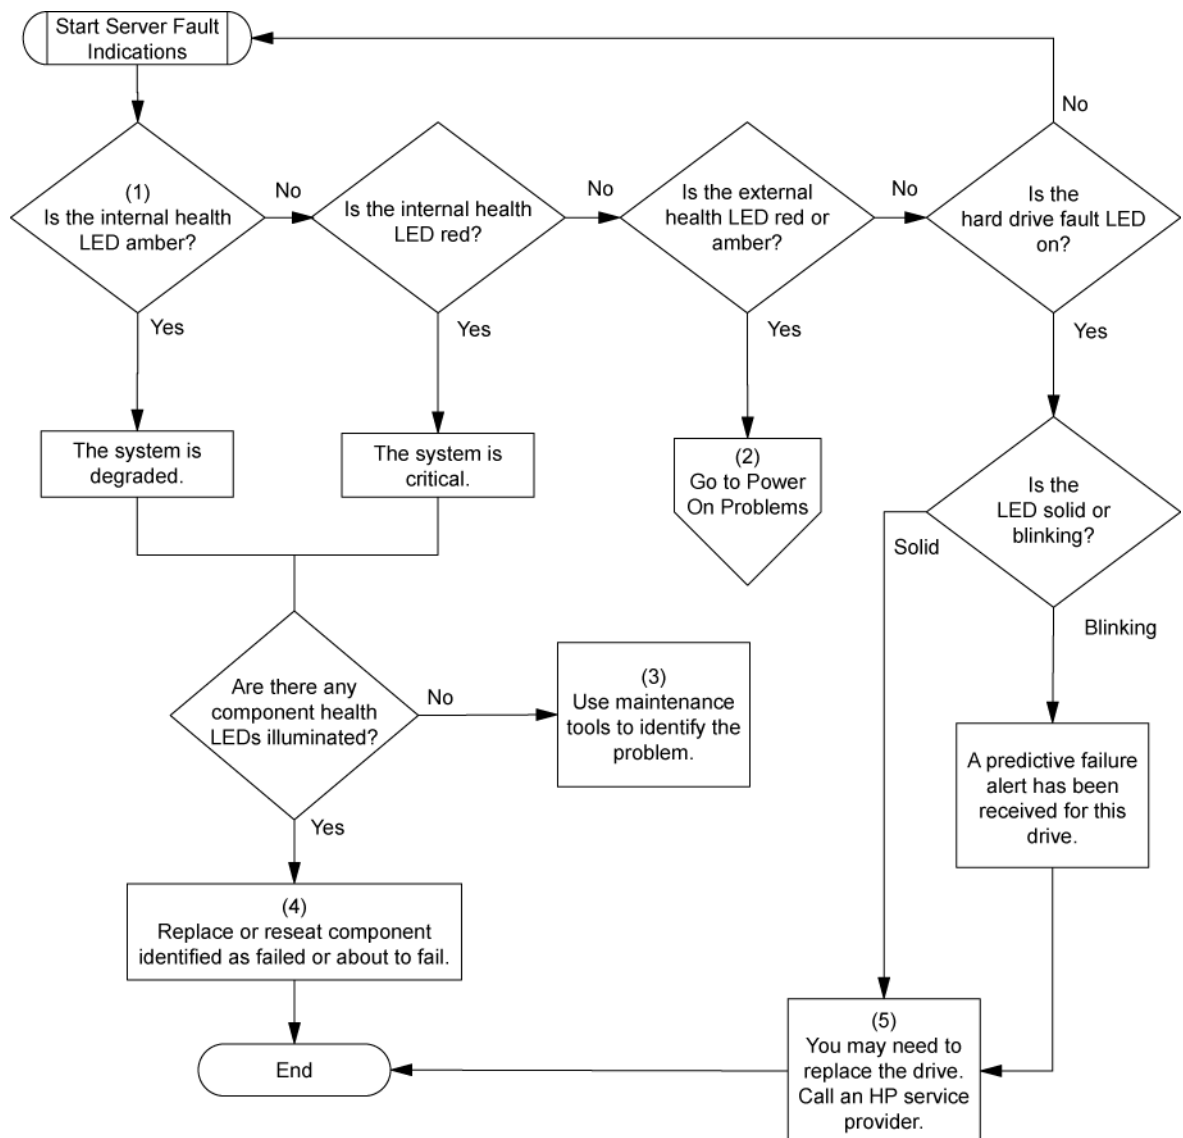 Start Server Fault
Indications
No
(1)
Is the internal health
LED amber?
No
Is the internal health
LED red?
No
Is the external
health LED red or
amber?
No
Is the
hard drive fault LED
on?
Yes
Yes
Yes
Yes
The system is
degraded.
The system is
critical.
(2)
Go to Power
On Problems
Is the
LED solid or
blinking?
Solid
Blinking
Are there any
component health
LEDs illuminated?
No
(3)
Use maintenance
tools to identify the
problem.
A predictive failure
alert has been
received for this
drive.
Yes
(4)
Replace or reseat component
identified as failed or about to fail.
End
(5)
You may need to
replace the drive.
Call an HP service
provider.